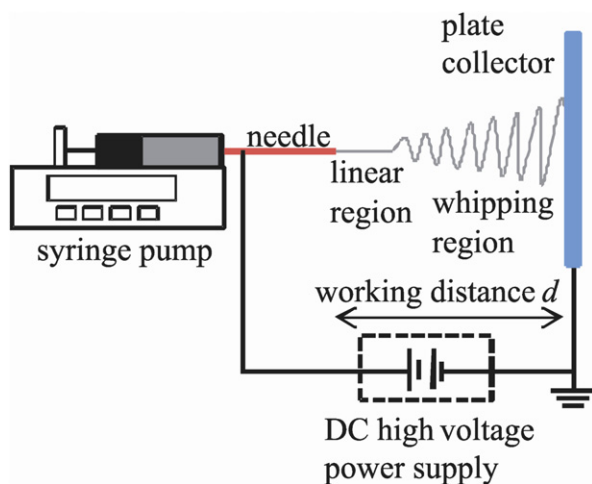 plate
collector
needle
linear
region
whipping
region
syringe pump
working distance d
DC high voltage
power supply